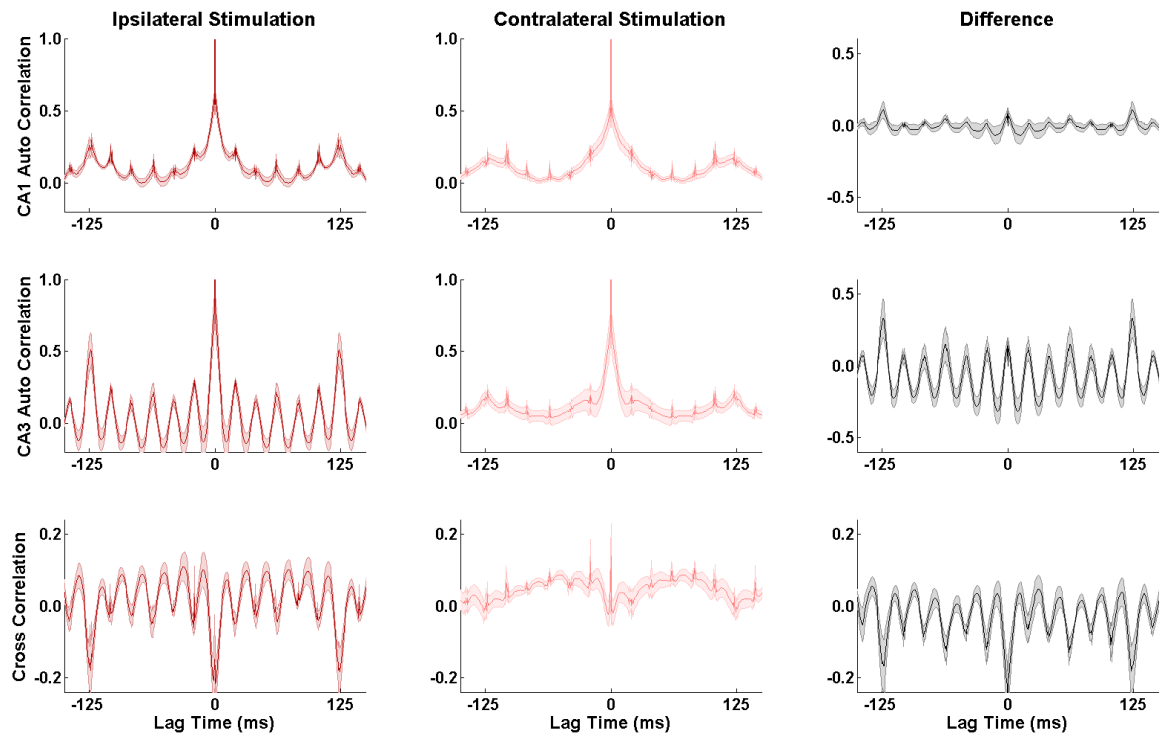 Ipsilateral Stimulation Contralateral Stimulation Difference
CA1 Auto Correlation
1.0 1.0
0.5 0.5 0.5
0.0 0.0 0.0
-0.5
-125 0 125 -125 0 125 -125 0 125
CA3 Auto Correlation
1.0 1.0
0.5 0.5 0.5
0.0 0.0 0.0
-0.5
-125 0 125 -125 0 125 -125 0 125
Cross Correlation
0.2 0.2 0.2
0.0 0.0 0.0
-0.2 -0.2 -0.2
-125 0 125 -125 0 125 -125 0 125
Lag Time (ms) Lag Time (ms) Lag Time (ms)